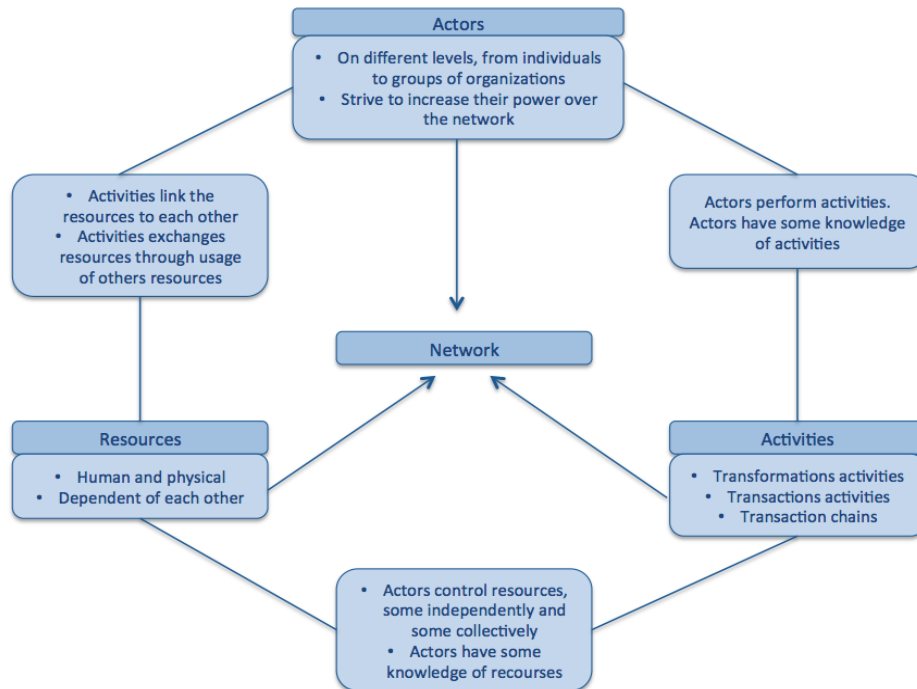 Actors
• On different levels, from individuals
to groups of organizations
• Strive to increase their power over
the network
• Activities link the
resources to each other
• Activities exchanges
resources through usage
of others resources
Actors perform activities.
Actors have some knowledge
of activities
Network
Resources
• Human and physical
• Dependent of each other
Activities
• Transformations activities
• Transactions activities
• Transaction chains
• Actors control resources,
some independently and
some collectively
• Actors have some
knowledge of recourses